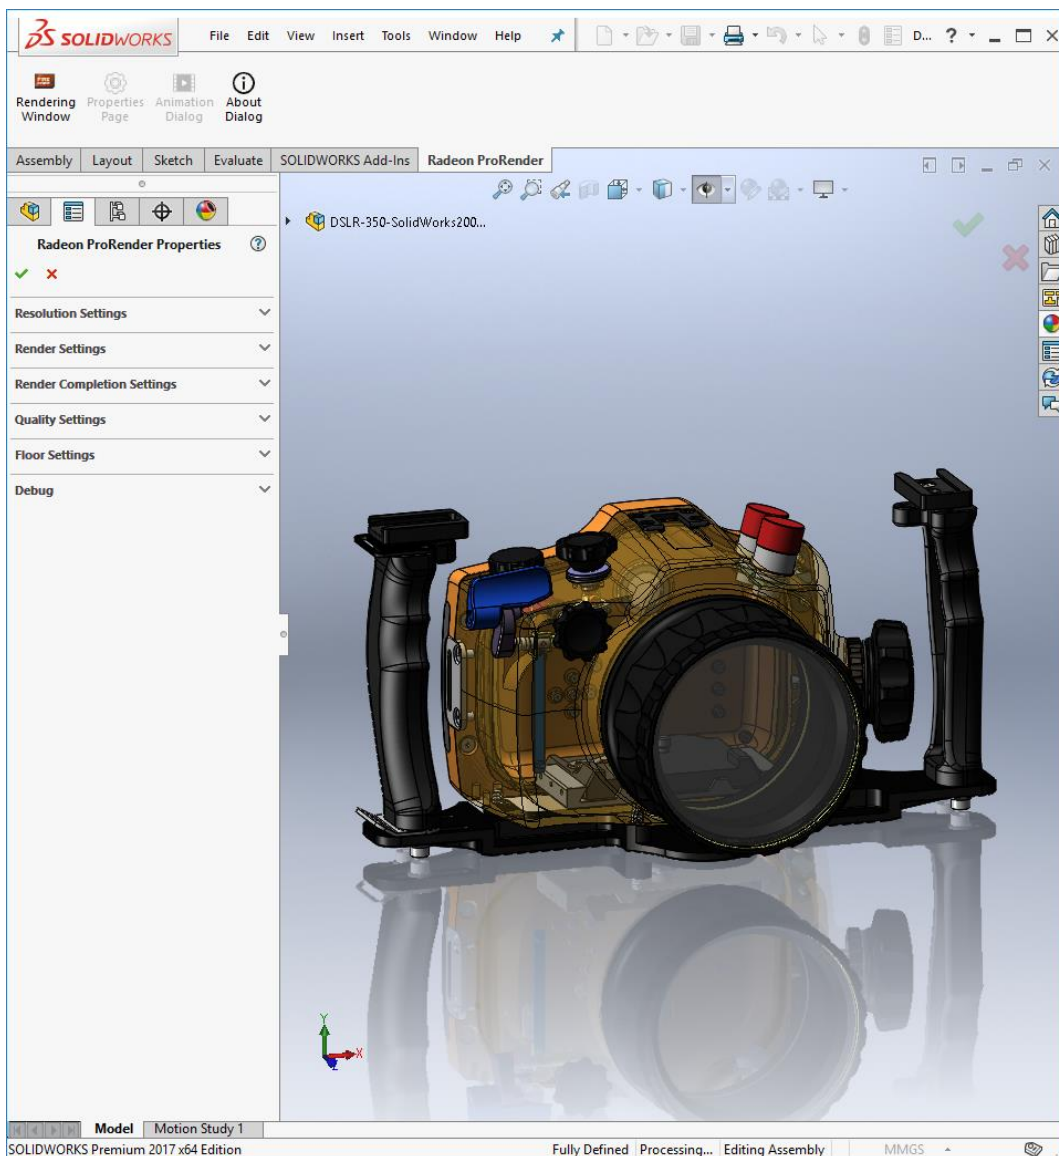 DS SOLIDWORKS File Edit View Insert Tools Window Help D... ?
Rendering Window
Properties Page
Animation Dialog
About Dialog
Assembly Layout Sketch Evaluate SOLIDWORKS Add-Ins Radeon ProRender
DSLR-350-SolidWorks200...
Radeon ProRender Properties ?
Resolution Settings
Render Settings
Render Completion Settings
Quality Settings
Floor Settings
Debug
Y
X
Z
Model Motion Study 1
SOLIDWORKS Premium 2017 x64 Edition Fully Defined Processing... Editing Assembly MMGS